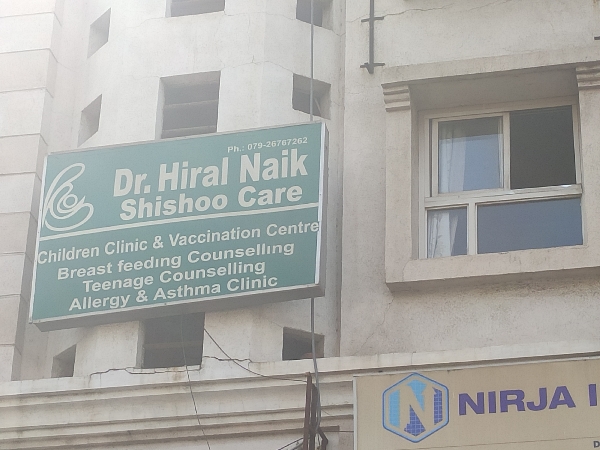 Ph.: 079-26767262
Dr. Hiral Naik
Shishoo Care
Children Clinic & Vaccination Centre
Breast feeding Counselling
Teenage Counselling
Allergy & Asthma Clinic
NIRJA